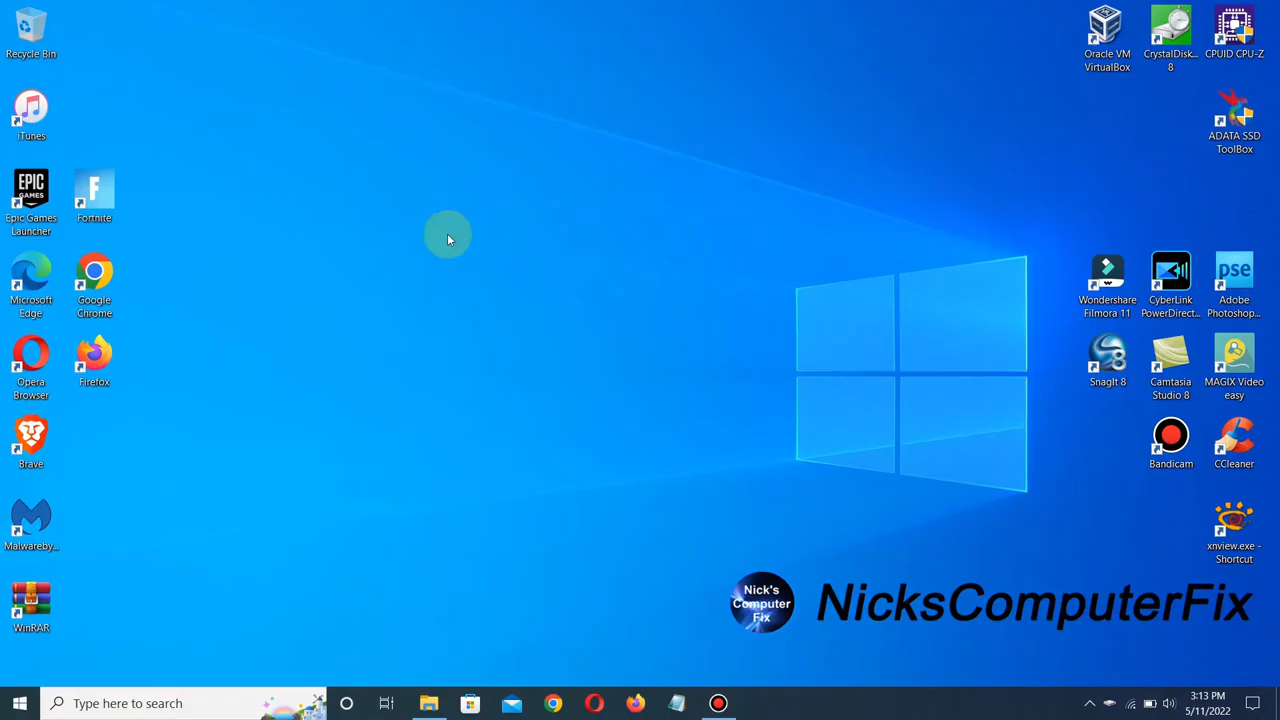 Recycle Bin
iTunes
EPIC
GAMES
Epic Games
Launcher
Fortnite
Microsoft
Edge
Google
Chrome
Opera
Browser
Firefox
Brave
Malwareby...
WinRAR
Oracle VM
VirtualBox
CrystalDisk...
8
CPUID CPU-Z
ADATA SSD
ToolBox
Wondershare
Filmora 11
CyberLink
PowerDirect...
pse
Adobe
Photoshop...
SnagIt 8
Camtasia
Studio 8
MAGIX Video
easy
Bandicam
CCleaner
xnview.exe -
Shortcut
Nick's
Computer
Fix
NicksComputerFix
Type here to search
3:13 PM
5/11/2022